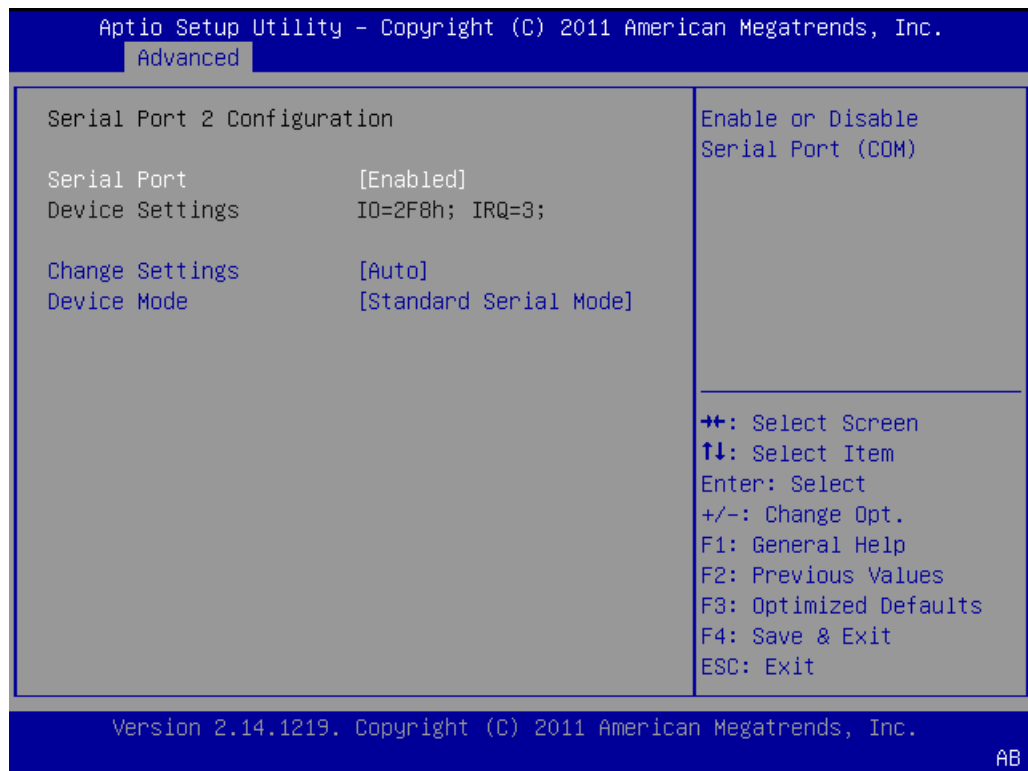 Aptio Setup Utility – Copyright (C) 2011 American Megatrends, Inc.
Advanced
Serial Port 2 Configuration
Serial Port [Enabled]
Device Settings IO=2F8h; IRQ=3;
Change Settings [Auto]
Device Mode [Standard Serial Mode]
Enable or Disable
Serial Port (COM)
→←: Select Screen
↑↓: Select Item
Enter: Select
+/-: Change Opt.
F1: General Help
F2: Previous Values
F3: Optimized Defaults
F4: Save & Exit
ESC: Exit
Version 2.14.1219. Copyright (C) 2011 American Megatrends, Inc.
AB